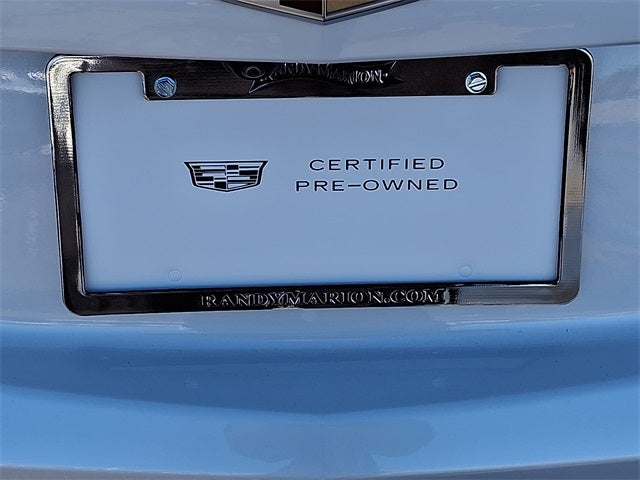 RANDY MARION
CERTIFIED
PRE-OWNED
RANDYMARION.COM